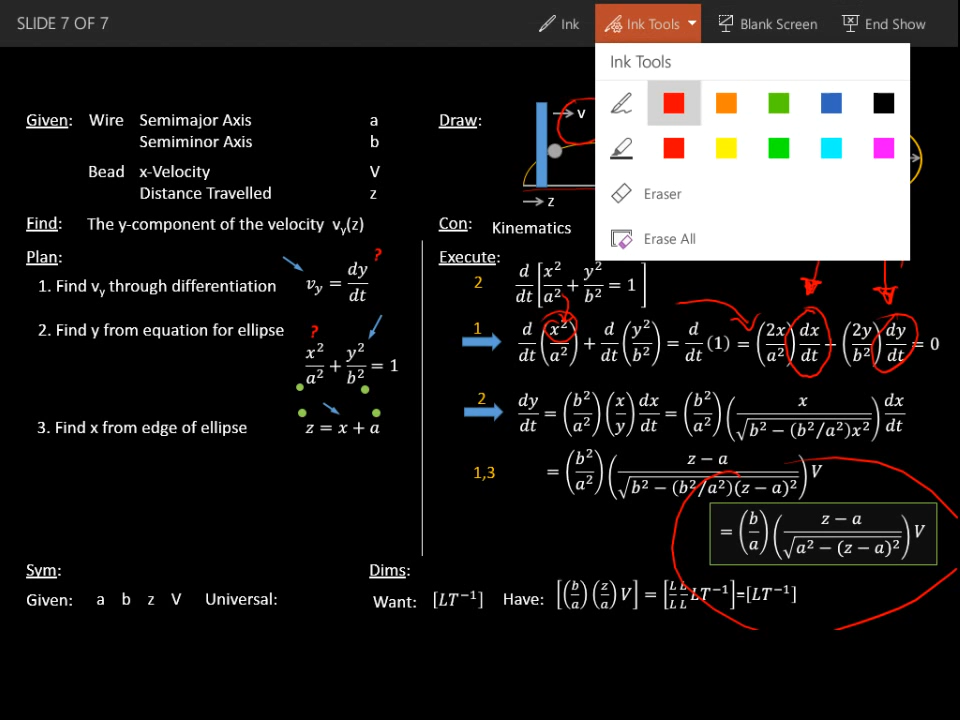 SLIDE 7 OF 7
Ink Ink Tools Blank Screen End Show
Ink Tools
Eraser
Erase All
Given: Wire Semimajor Axis a
Semiminor Axis b
Bead x-Velocity V
Distance Travelled z
Find: The y-component of the velocity v_y(z)
Draw:
v
z
Con: Kinematics
Plan:
1. Find v_y through differentiation v_y = dy/dt ?
2. Find y from equation for ellipse
? x²/a² + y²/b² = 1
3. Find x from edge of ellipse z = x + a
Execute:
2 d/dt [x²/a² + y²/b² = 1]
1 d/dt (x²/a²) + d/dt (y²/b²) = d/dt (1) = (2x/a²) dx/dt − (2y/b²) dy/dt = 0
2 dy/dt = (b²/a²) (x/y) dx/dt = (b²/a²) (x/√(b² − (b²/a²)x²)) dx/dt
1,3 = (b²/a²) (z − a/√(b² − (b²/a²)(z − a)²)) V
= (b/a) (z − a/√(a² − (z − a)²)) V
Sym:
Given: a b z V Universal:
Dims:
Want: [LT⁻¹] Have: [(b/a) (z/a) V] = [L/L L/L LT⁻¹]=[LT⁻¹]